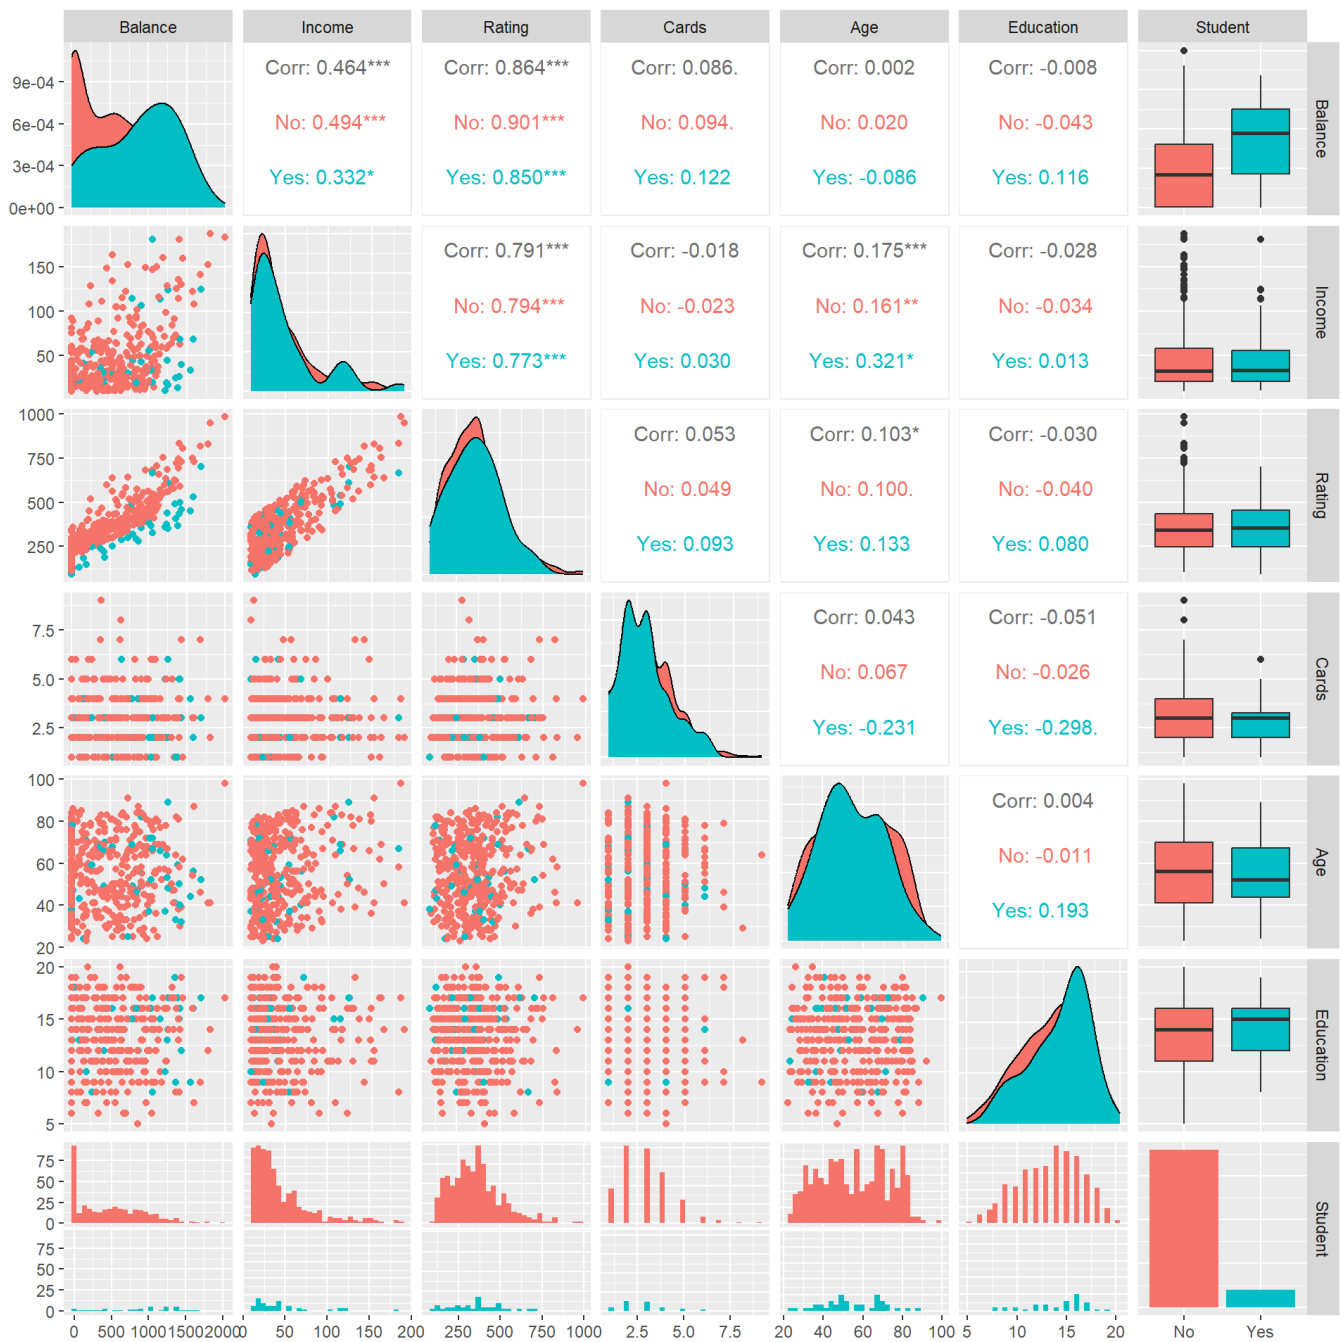 Balance Income Rating Cards Age Education Student
9e-04
6e-04
3e-04
0e+00
Corr: 0.464*** Corr: 0.864*** Corr: 0.086. Corr: 0.002 Corr: -0.008
No: 0.494*** No: 0.901*** No: 0.094. No: 0.020 No: -0.043
Yes: 0.332* Yes: 0.850*** Yes: 0.122 Yes: -0.086 Yes: 0.116
Balance
150
100
50
Corr: 0.791*** Corr: -0.018 Corr: 0.175*** Corr: -0.028
No: 0.794*** No: -0.023 No: 0.161** No: -0.034
Yes: 0.773*** Yes: 0.030 Yes: 0.321* Yes: 0.013
Income
1000
750
500
250
Corr: 0.053 Corr: 0.103* Corr: -0.030
No: 0.049 No: 0.100. No: -0.040
Yes: 0.093 Yes: 0.133 Yes: 0.080
Rating
7.5
5.0
2.5
Corr: 0.043 Corr: -0.051
No: 0.067 No: -0.026
Yes: -0.231 Yes: -0.298.
Cards
100
80
60
40
20
Corr: 0.004
No: -0.011
Yes: 0.193
Age
20
15
10
5
Education
75
50
25
0
75
50
25
0
Student
0 500 1000 1500 2000 0 50 100 150 200 250 500 750 1000 2.5 5.0 7.5 20 40 60 80 100 5 10 15 20 No Yes